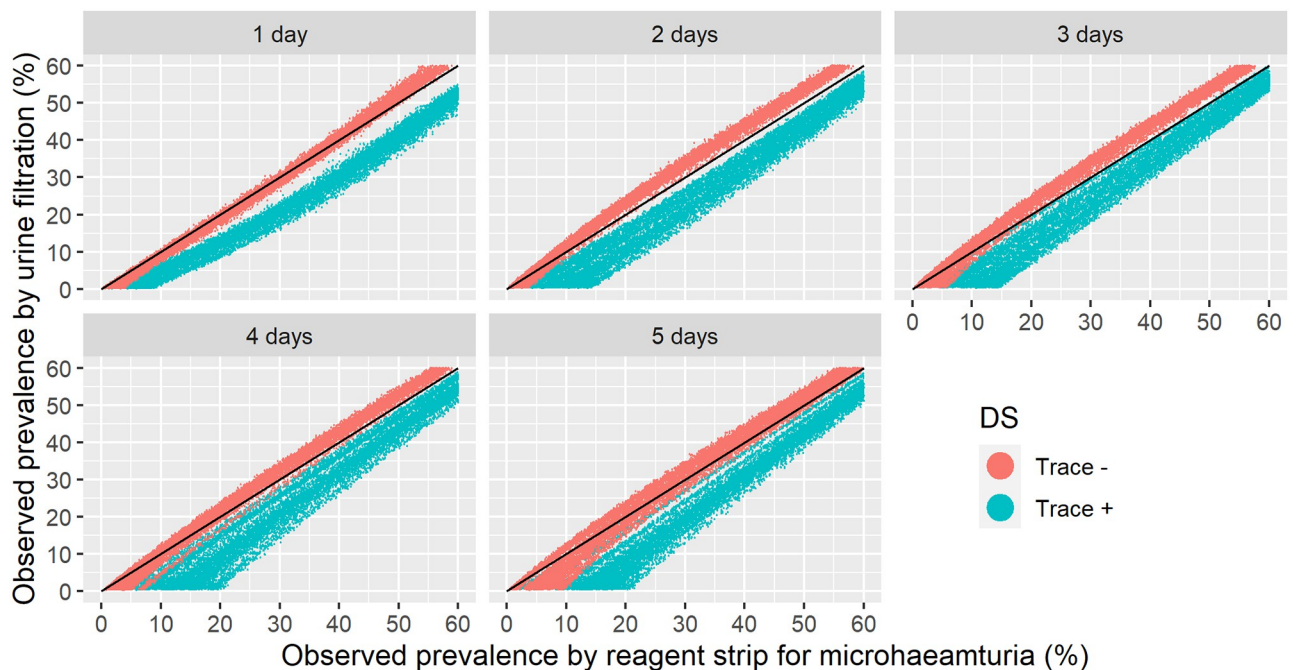 1 day 2 days 3 days
Observed prevalence by urine filtration (%)
60
50
40
30
20
10
0
0 10 20 30 40 50 60
4 days 5 days
60
50
40
30
20
10
0
0 10 20 30 40 50 60 0 10 20 30 40 50 60
DS
Trace -
Trace +
Observed prevalence by reagent strip for microhaeamturia (%)